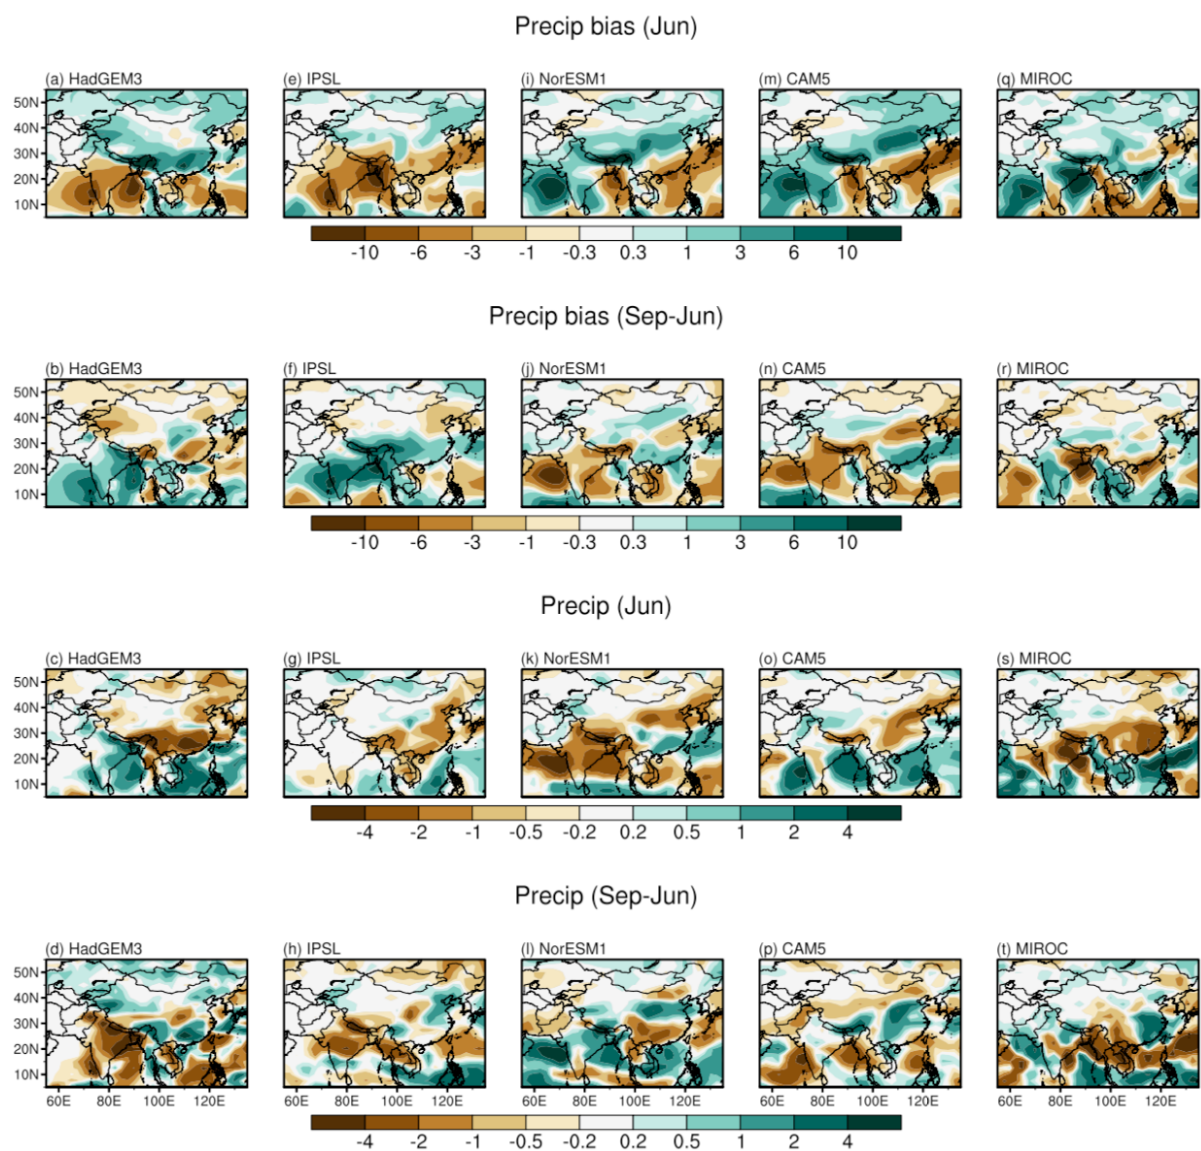 Precip bias (Jun)
(a) HadGEM3 (e) IPSL (i) NorESM1 (m) CAM5 (q) MIROC
50N
40N
30N
20N
10N
-10 -6 -3 -1 -0.3 0.3 1 3 6 10
Precip bias (Sep-Jun)
(b) HadGEM3 (f) IPSL (j) NorESM1 (n) CAM5 (r) MIROC
50N
40N
30N
20N
10N
-10 -6 -3 -1 -0.3 0.3 1 3 6 10
Precip (Jun)
(c) HadGEM3 (g) IPSL (k) NorESM1 (o) CAM5 (s) MIROC
50N
40N
30N
20N
10N
-4 -2 -1 -0.5 -0.2 0.2 0.5 1 2 4
Precip (Sep-Jun)
(d) HadGEM3 (h) IPSL (l) NorESM1 (p) CAM5 (t) MIROC
50N
40N
30N
20N
10N
60E 80E 100E 120E 60E 80E 100E 120E 60E 80E 100E 120E 60E 80E 100E 120E 60E 80E 100E 120E
-4 -2 -1 -0.5 -0.2 0.2 0.5 1 2 4